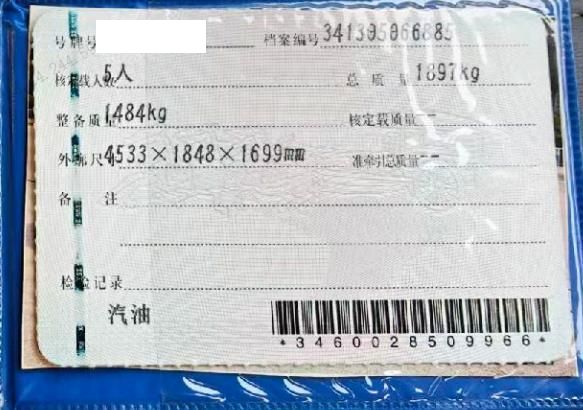 号牌号 档案编号 341395066885
核定载人数 5人 总质量 1897kg
整备质量 1484kg 核定载质量 --
外廓尺寸 4533×1848×1699mm 准牵引总质量 --
备注
检验记录
汽油
*3460028509966*